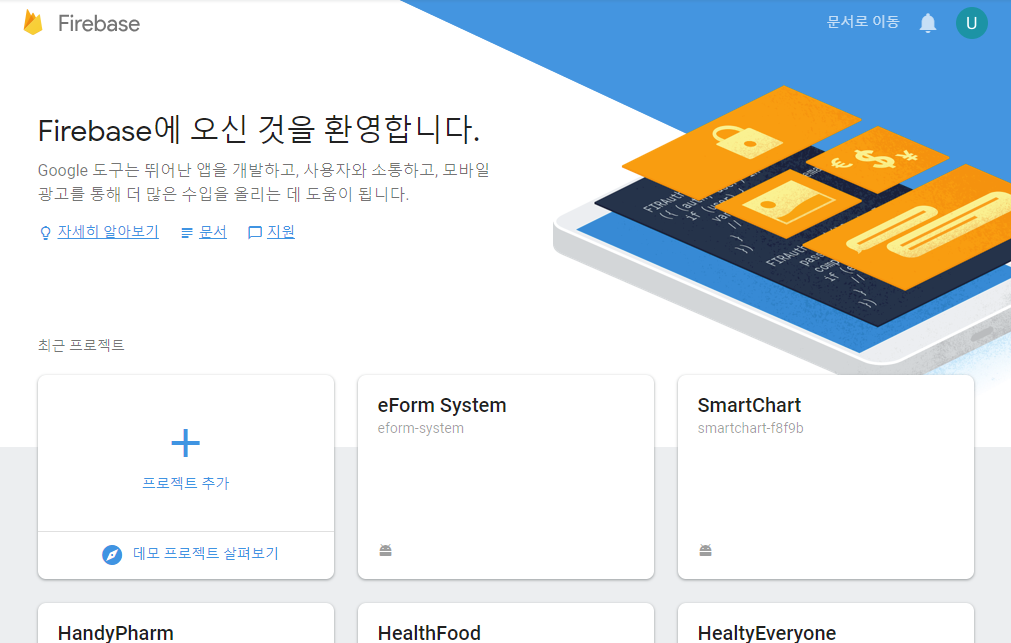 Firebase
문서로 이동
U
Firebase에 오신 것을 환영합니다.
Google 도구는 뛰어난 앱을 개발하고, 사용자와 소통하고, 모바일
광고를 통해 더 많은 수입을 올리는 데 도움이 됩니다.
자세히 알아보기 문서 지원
최근 프로젝트
프로젝트 추가
데모 프로젝트 살펴보기
eForm System
eform-system
SmartChart
smartchart-f8f9b
HandyPharm
HealthFood
HealtyEveryone